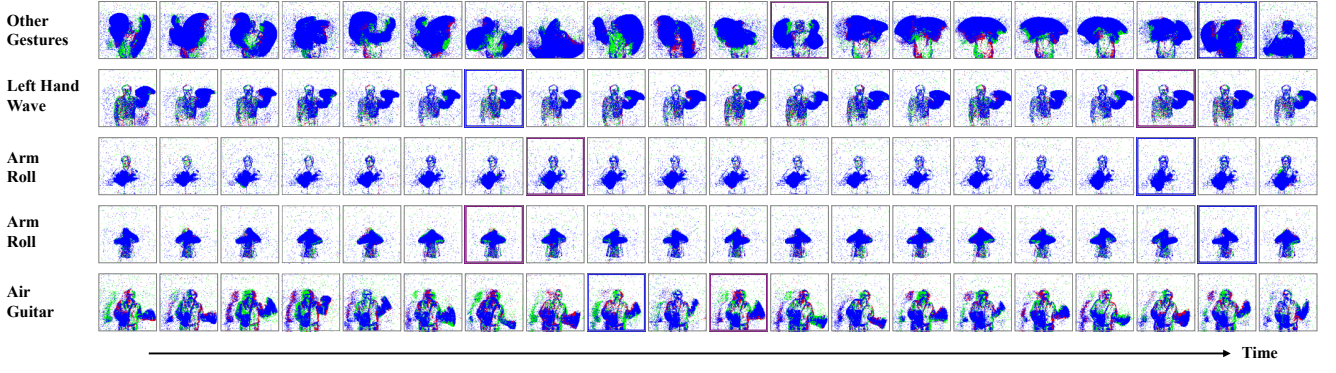 Other
Gestures
Left Hand
Wave
Arm
Roll
Arm
Roll
Air
Guitar
Time